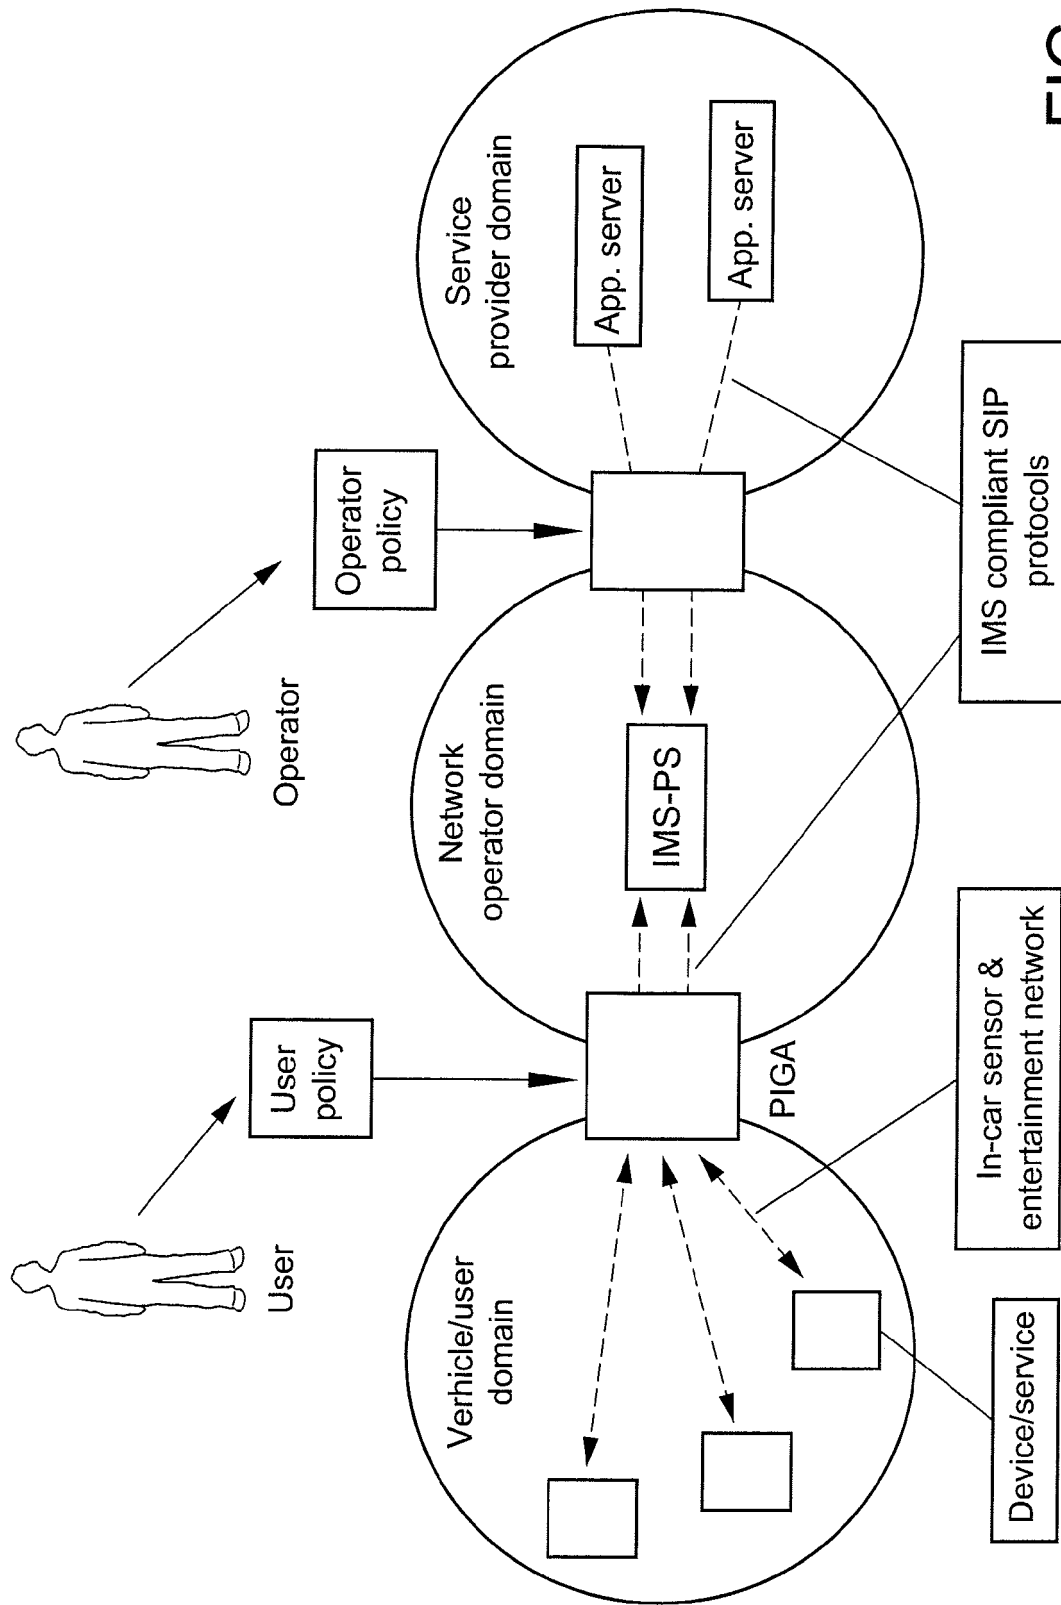 User
Operator
User
policy
Operator
policy
Verhicle/user
domain
Network
operator domain
Service
provider domain
App. server
App. server
IMS-PS
PIGA
Device/service
In-car sensor &
entertainment network
IMS compliant SIP
protocols